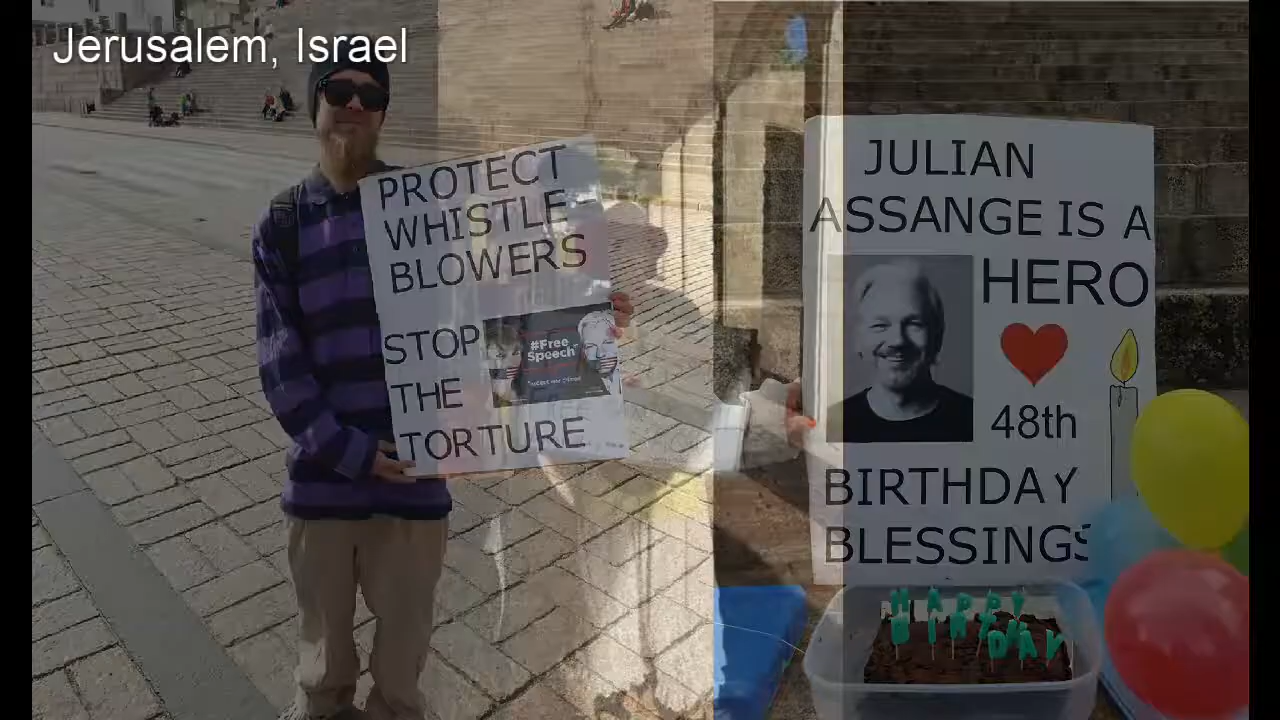 Jerusalem, Israel
PROTECT
WHISTLE
BLOWERS
STOP
THE
TORTURE
#Free
Speech
JULIAN
ASSANGE IS A
HERO
48th
BIRTHDAY
BLESSINGS
HAPPY
BIRTHDAY